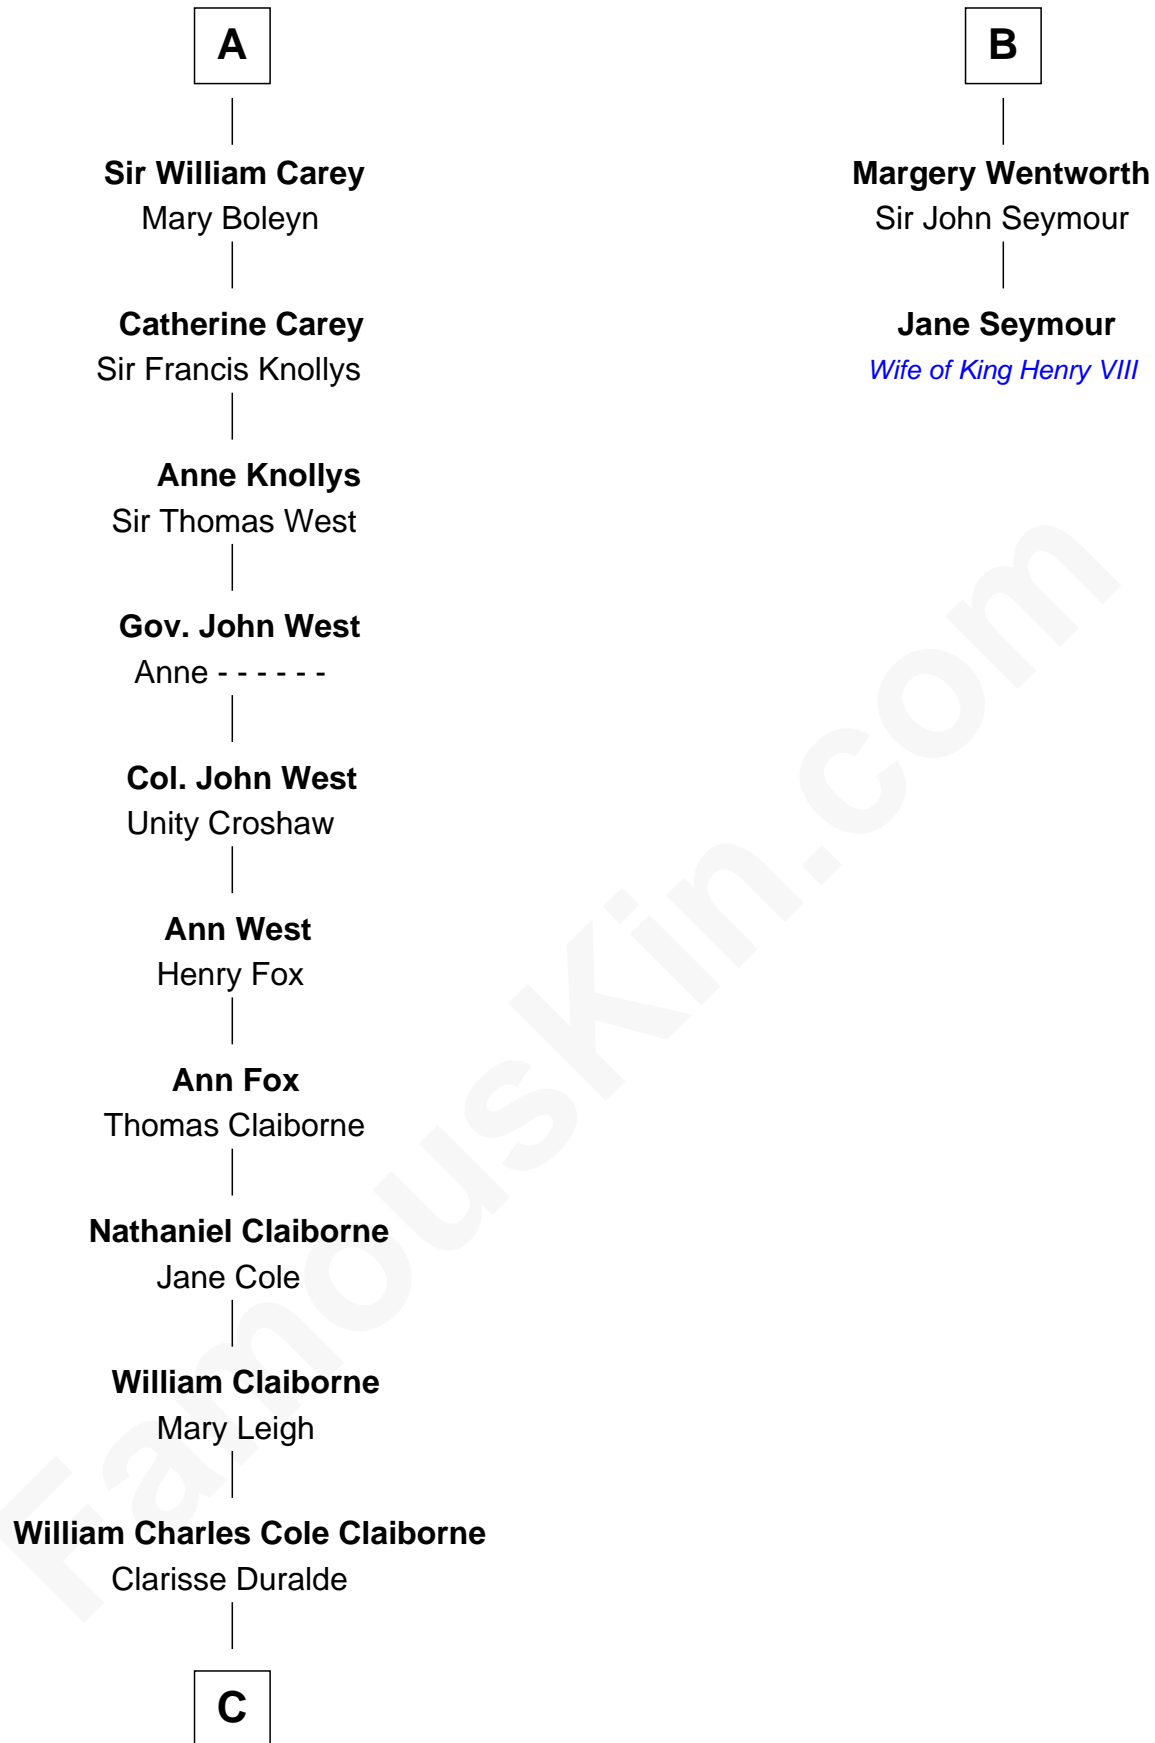 A
Sir William Carey
Mary Boleyn
Catherine Carey
Sir Francis Knollys
Anne Knollys
Sir Thomas West
Gov. John West
Anne - - - - - -
Col. John West
Unity Croshaw
Ann West
Henry Fox
Ann Fox
Thomas Claiborne
Nathaniel Claiborne
Jane Cole
William Claiborne
Mary Leigh
William Charles Cole Claiborne
Clarisse Duralde
C
B
Margery Wentworth
Sir John Seymour
Jane Seymour
Wife of King Henry VIII
FamousKin.com